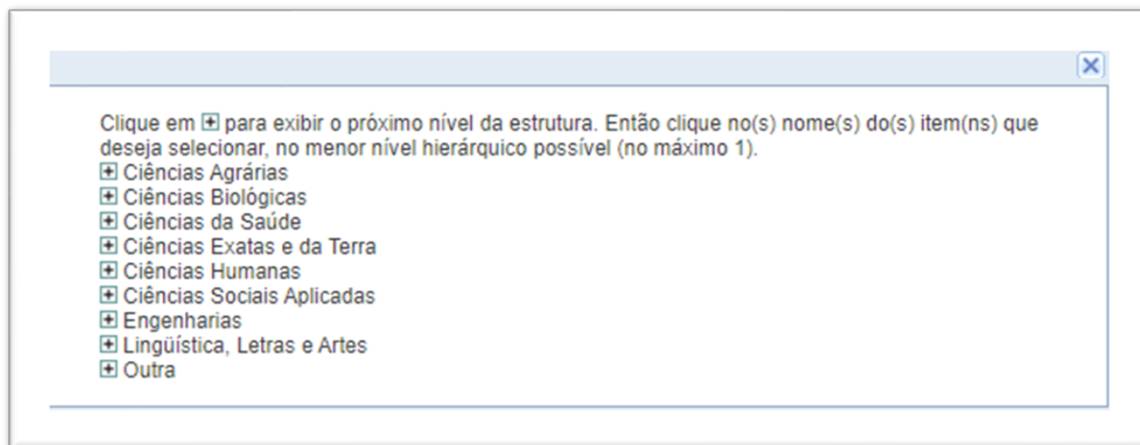 Clique em + para exibir o próximo nível da estrutura. Então clique no(s) nome(s) do(s) item(ns) que
deseja selecionar, no menor nível hierárquico possível (no máximo 1).
+ Ciências Agrárias
+ Ciências Biológicas
+ Ciências da Saúde
+ Ciências Exatas e da Terra
+ Ciências Humanas
+ Ciências Sociais Aplicadas
+ Engenharias
+ Lingüística, Letras e Artes
+ Outra